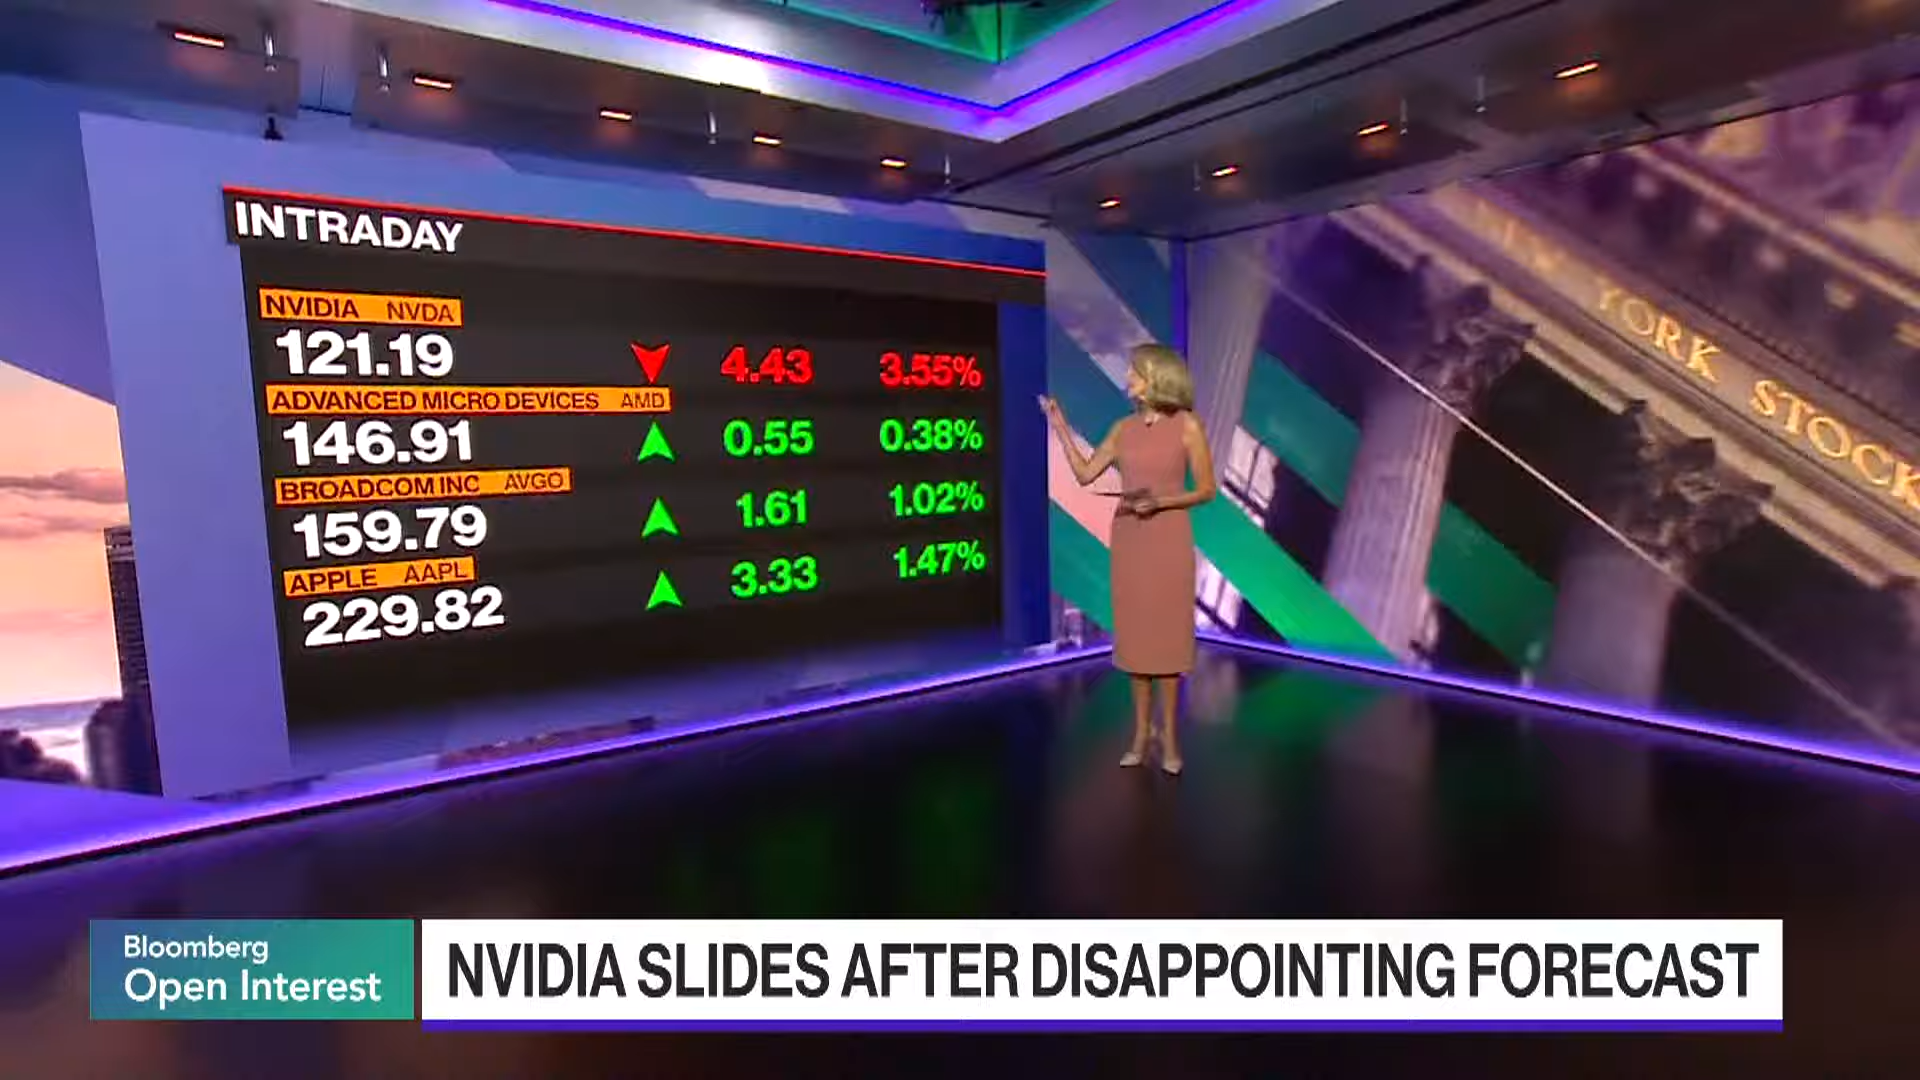 INTRADAY
NVIDIA NVDA
121.19 4.43 3.55%
ADVANCED MICRO DEVICES AMD
146.91 0.55 0.38%
BROADCOM INC AVGO
159.79 1.61 1.02%
APPLE AAPL
229.82 3.33 1.47%
YORK STOCK
Bloomberg
Open Interest
NVIDIA SLIDES AFTER DISAPPOINTING FORECAST